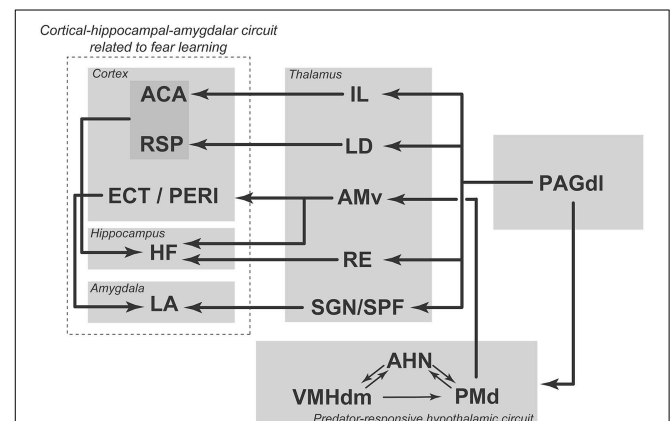 Cortical-hippocampal-amygdalar circuit
related to fear learning
Cortex
Thalamus
ACA
IL
RSP
LD
PAGdl
ECT / PERI
AMv
Hippocampus
HF
RE
Amygdala
LA
SGN/SPF
AHN
VMHdm
PMd
Predator-responsive hypothalamic circuit